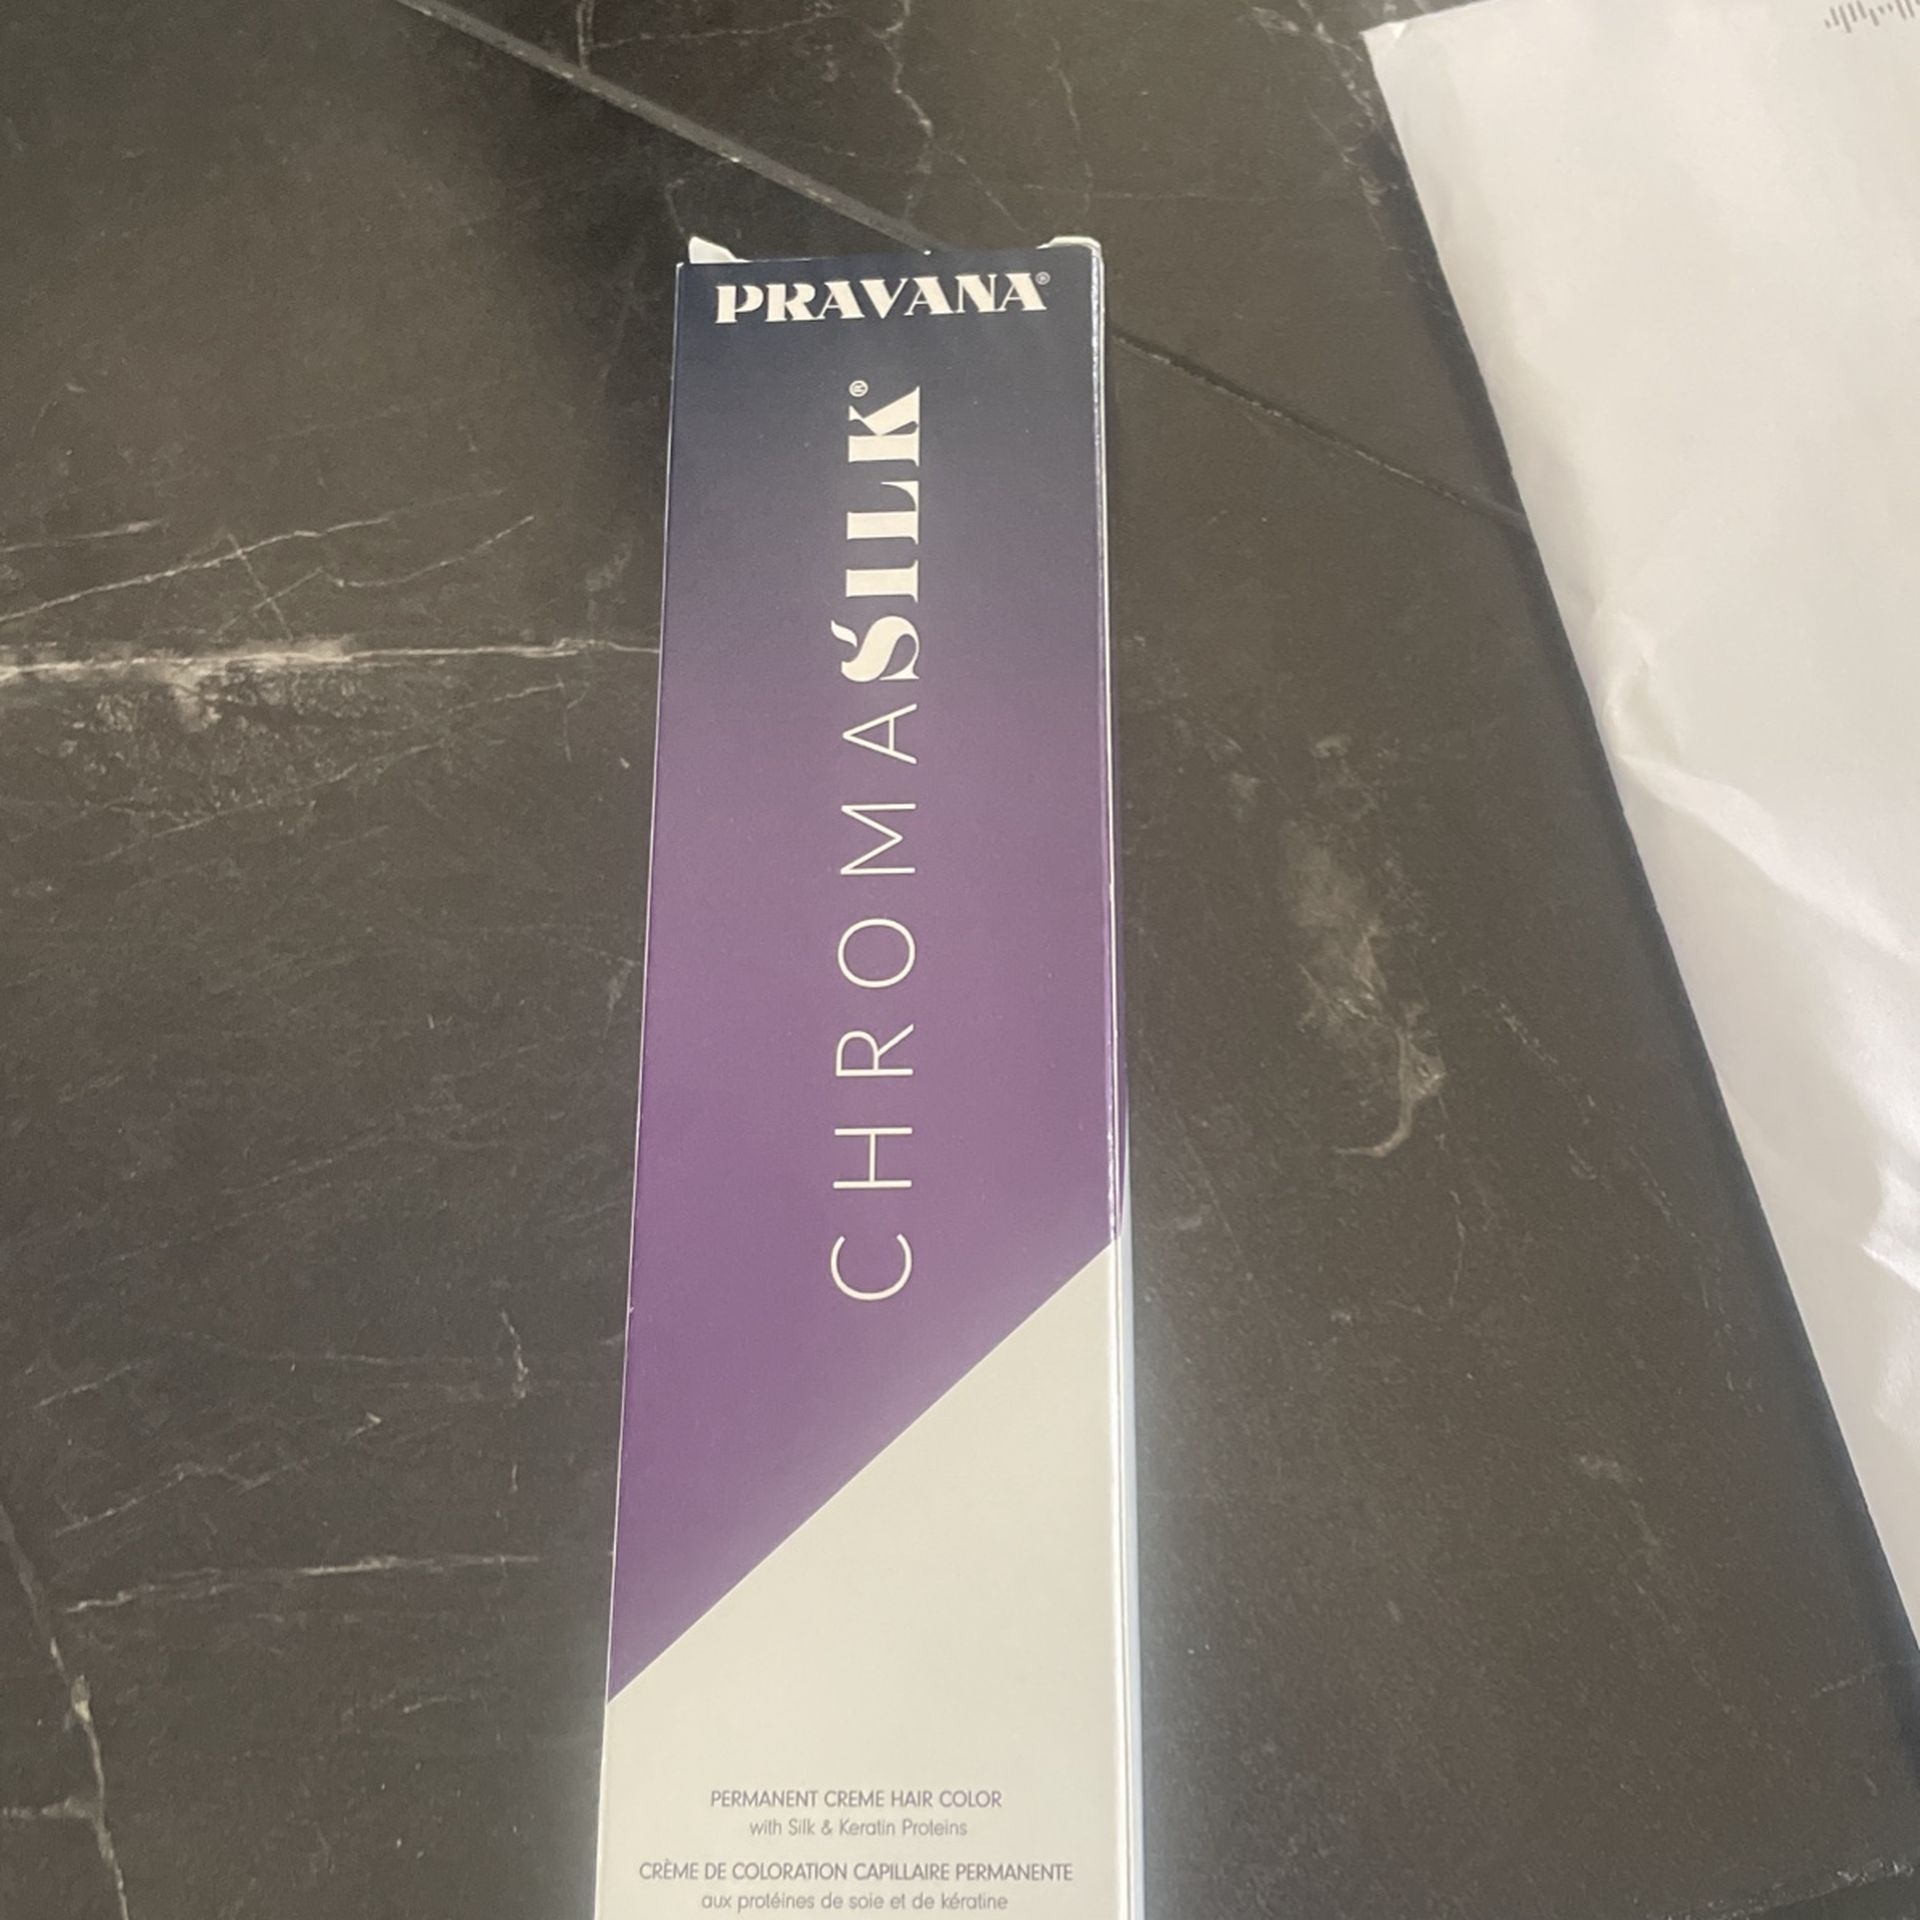 PRAVANA®
CHROMASILK®
PERMANENT CREME HAIR COLOR
with Silk & Keratin Proteins
CRÈME DE COLORATION CAPILLAIRE PERMANENTE
aux protéines de soie et de kératine